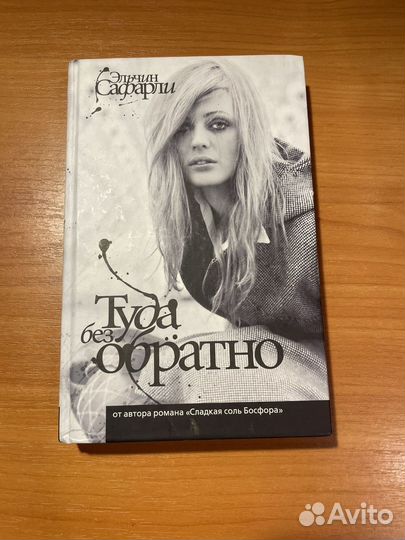 Эльчин
Сафарли
Туда
без
обратно
от автора романа «Сладкая соль Босфора»
Avito